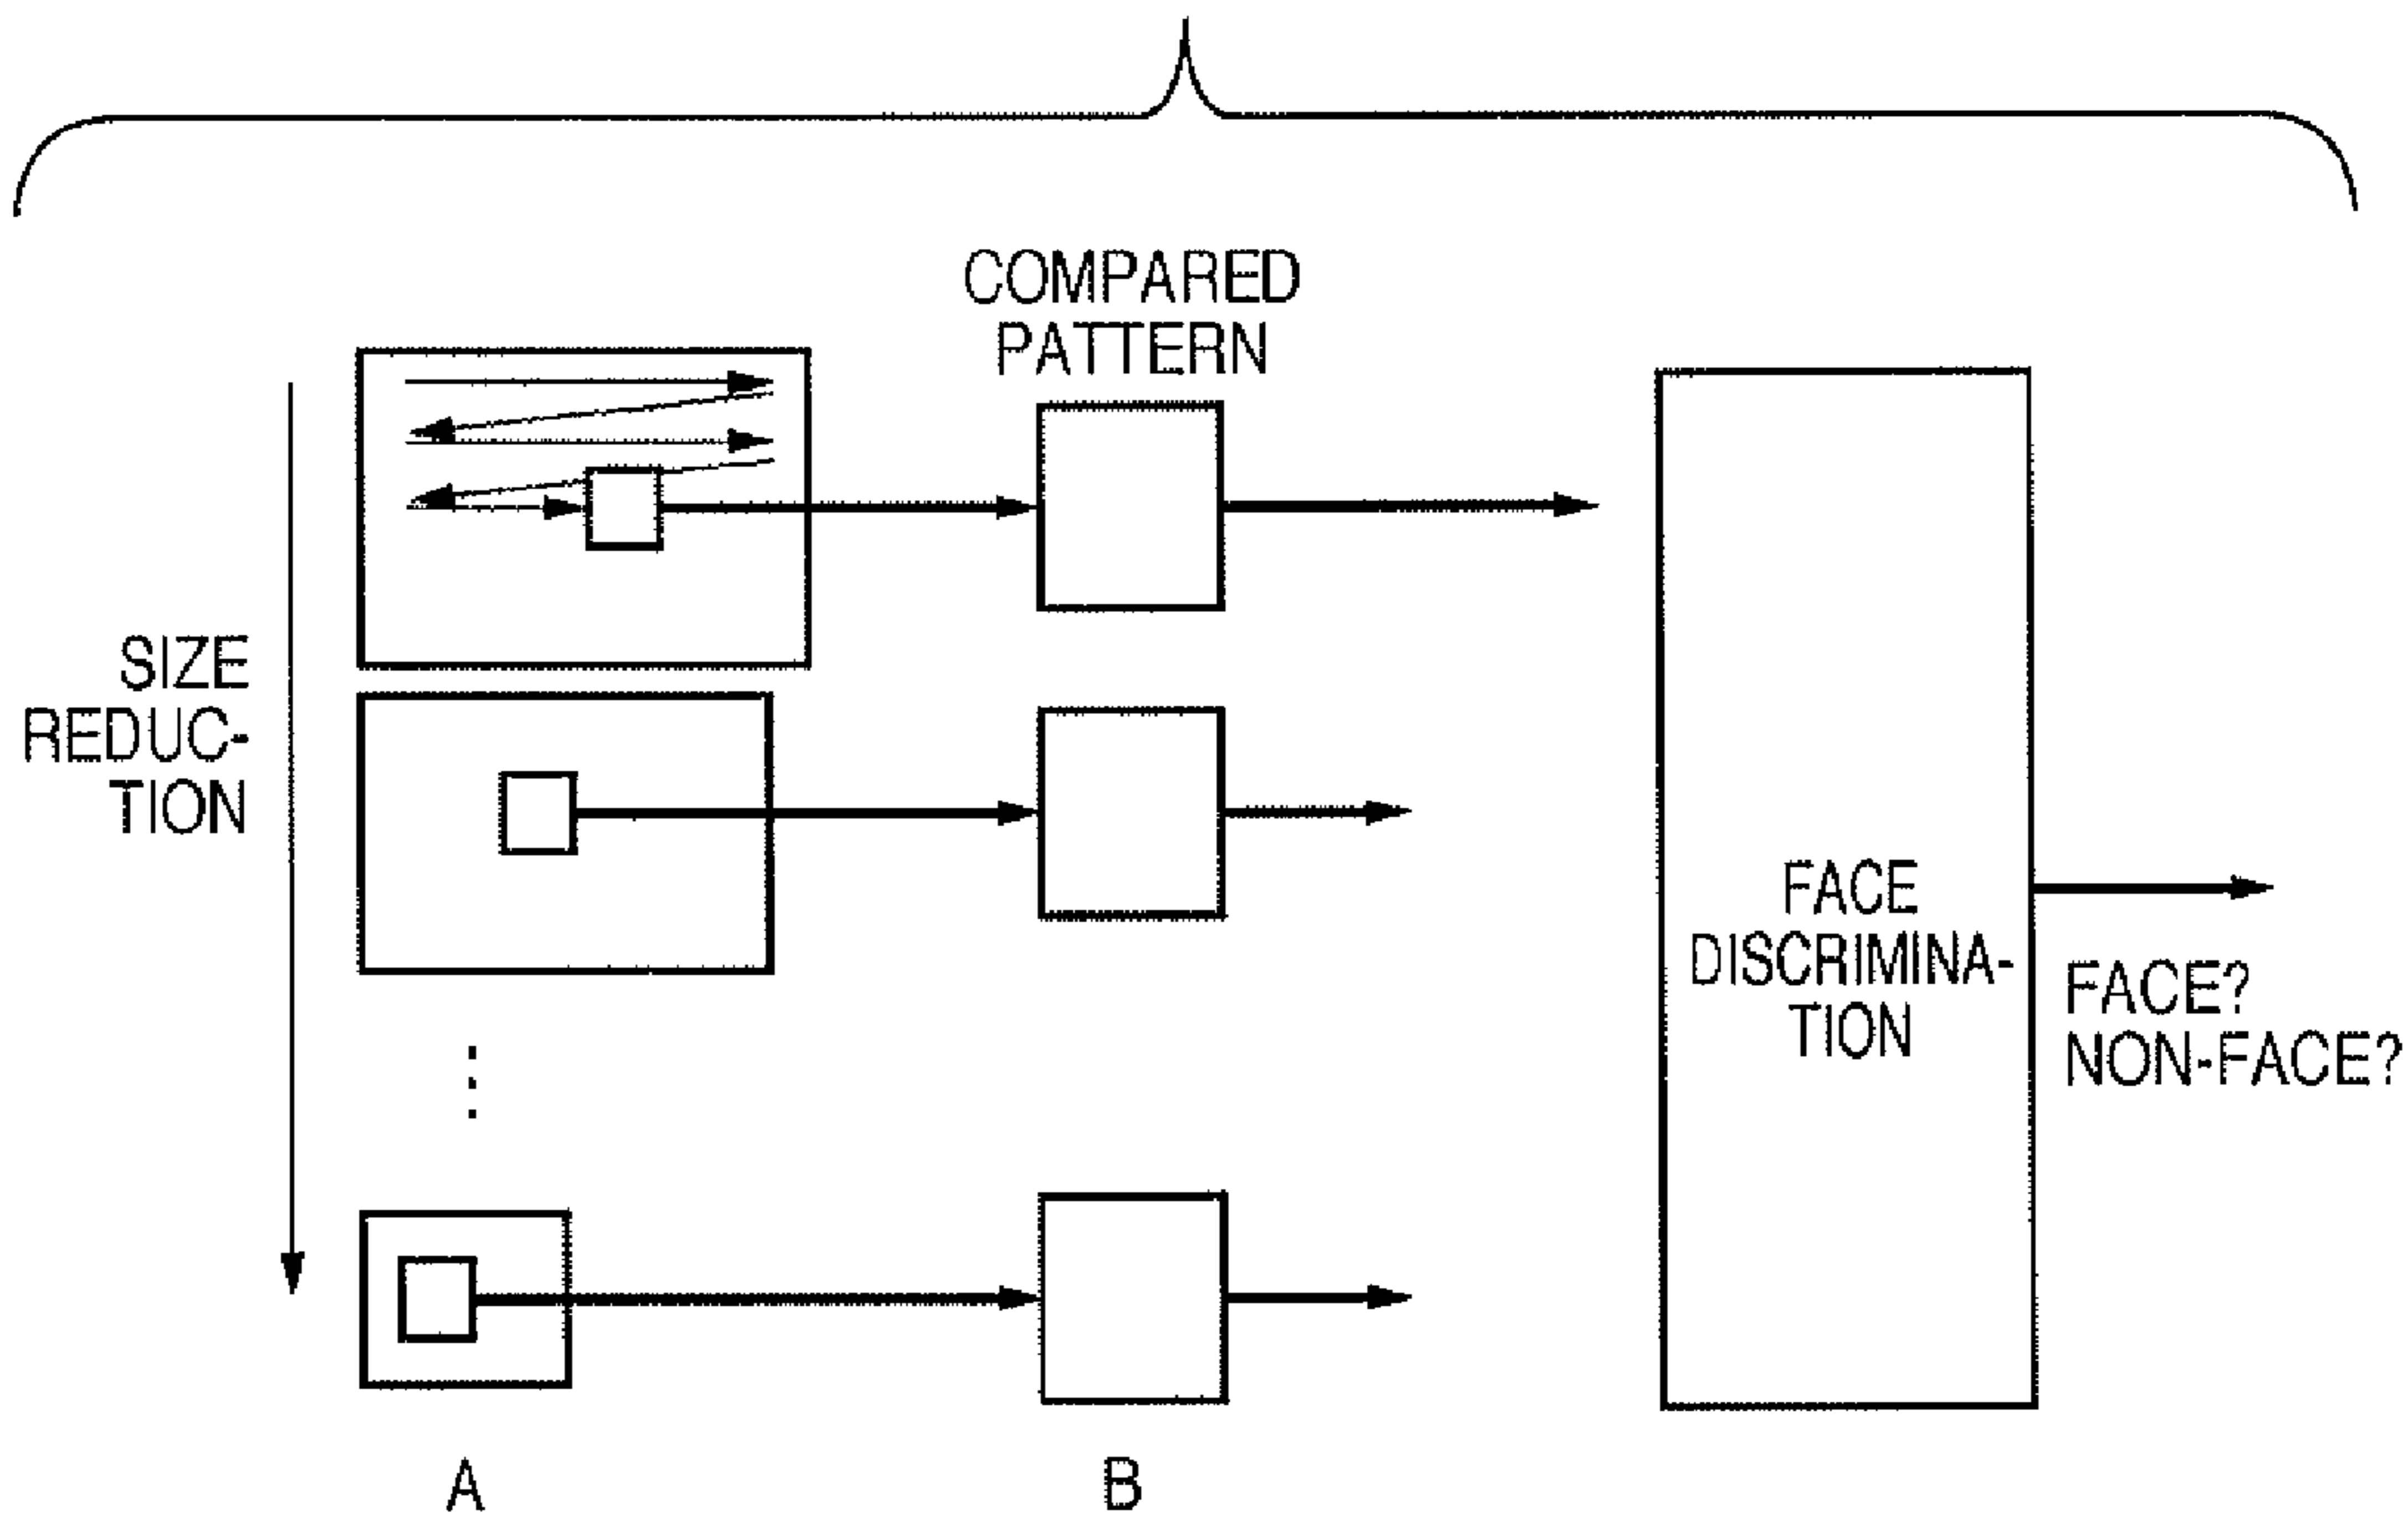 COMPARED
PATTERN
SIZE
REDUC-
TION
FACE
DISCRIMINA-
TION
FACE?
NON-FACE?
A
B